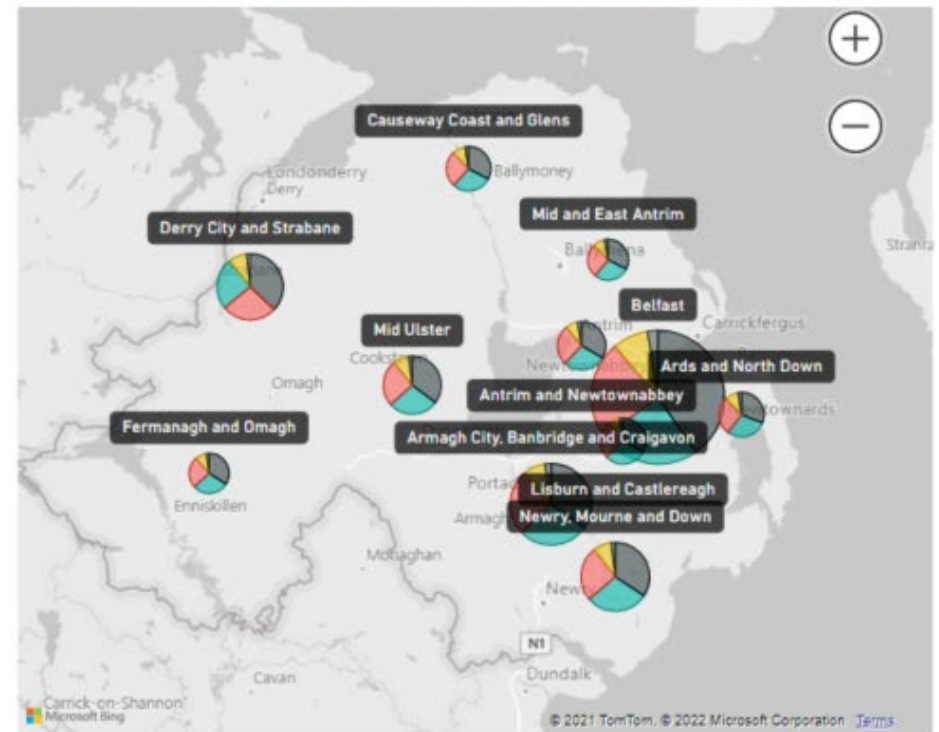 +
Causeway Coast and Glens
Londonderry
Derry
Ballymoney
Mid and East Antrim
Derry City and Strabane
Belfast
Carrickfergus
Mid Ulster
Ards and North Down
Omagh
Antrim and Newtownabbey
Fermanagh and Omagh
Armagh City, Banbridge and Craigavon
Lisburn and Castlereagh
Enniskillen
Newry, Mourne and Down
Monaghan
N1
Cavan
Dundalk
Carrick-on-Shannon
Microsoft Bing
© 2021 TomTom, © 2022 Microsoft Corporation Terms